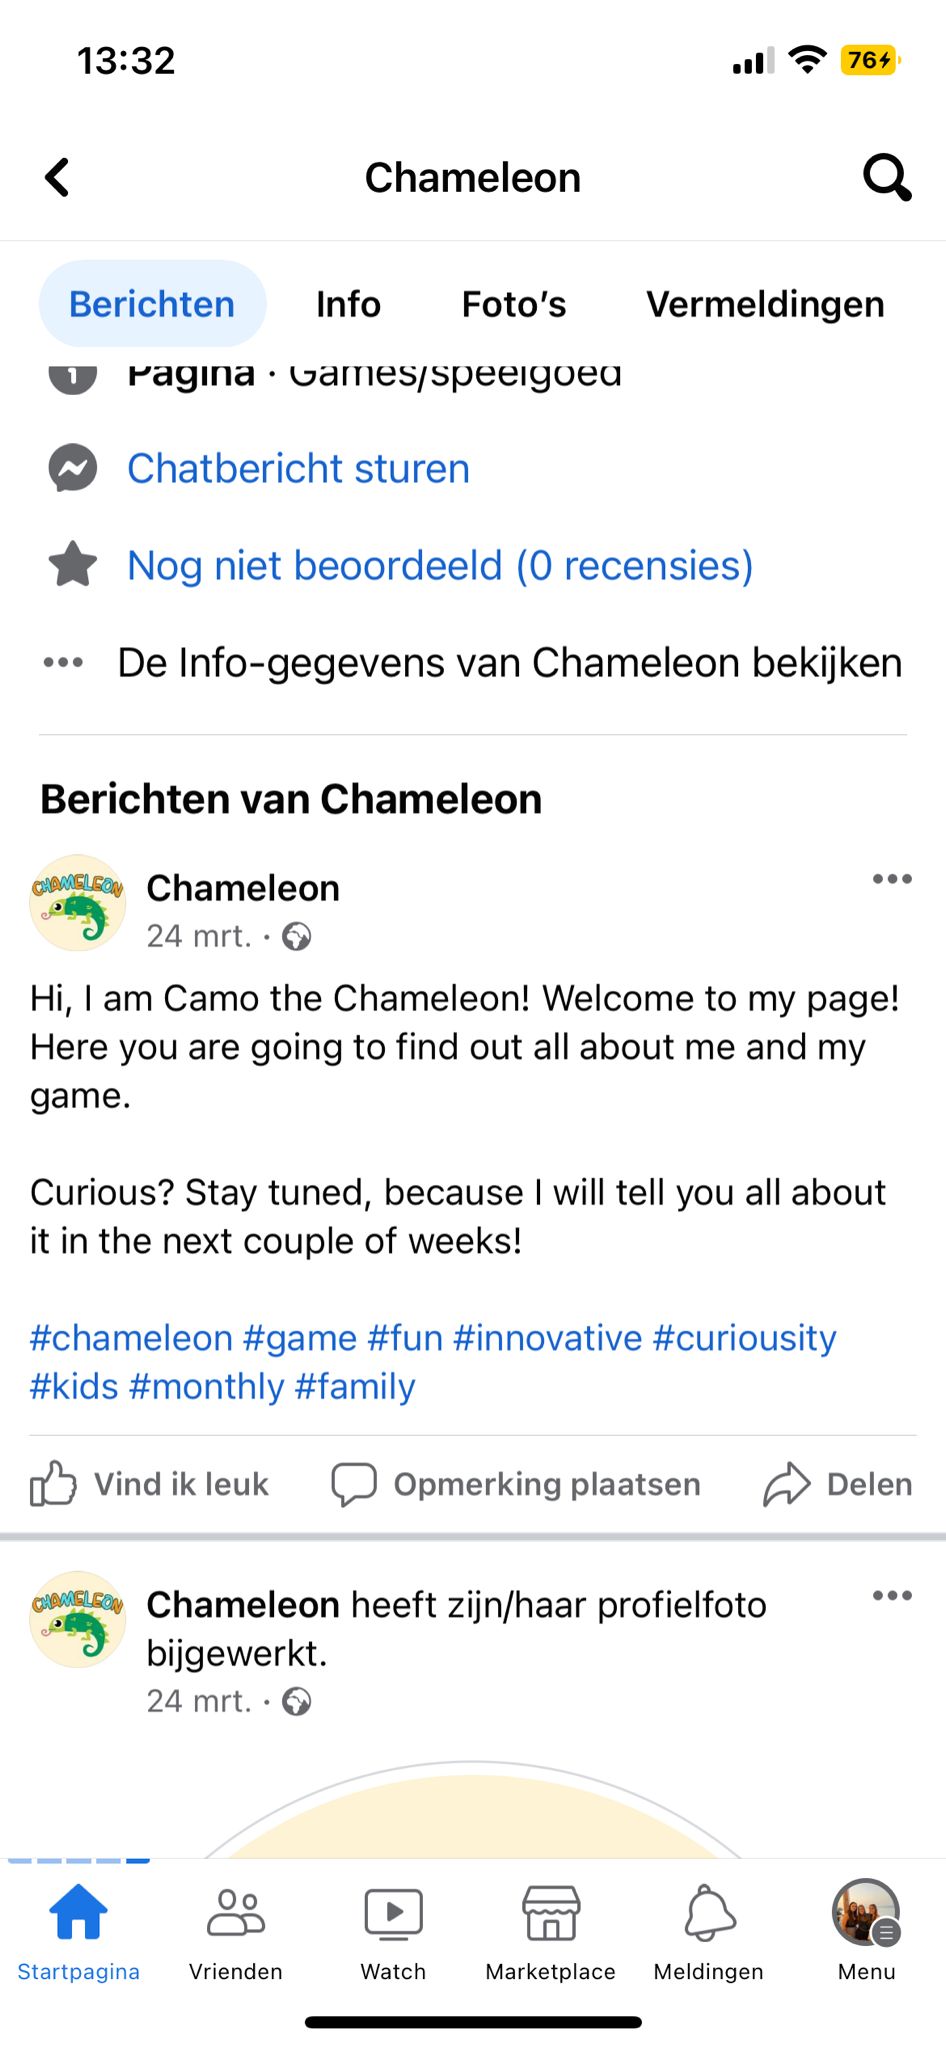 13:32
76
Chameleon
Berichten
Info
Foto's
Vermeldingen
Pagina · Games/speelgoed
Chatbericht sturen
Nog niet beoordeeld (0 recensies)
De Info-gegevens van Chameleon bekijken
Berichten van Chameleon
CHAMELEON
Chameleon
24 mrt. ·
Hi, I am Camo the Chameleon! Welcome to my page!
Here you are going to find out all about me and my
game.
Curious? Stay tuned, because I will tell you all about
it in the next couple of weeks!
#chameleon #game #fun #innovative #curiousity
#kids #monthly #family
Vind ik leuk
Opmerking plaatsen
Delen
CHAMELEON
Chameleon heeft zijn/haar profielfoto
bijgewerkt.
24 mrt. ·
Startpagina
Vrienden
Watch
Marketplace
Meldingen
Menu